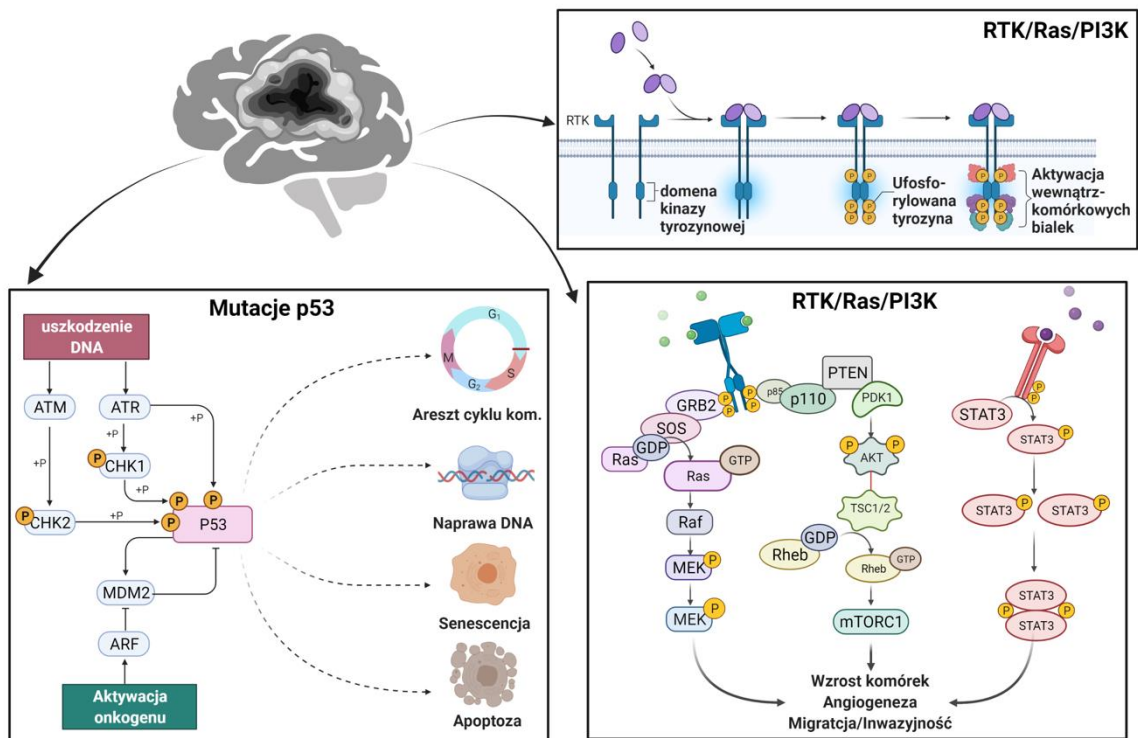 RTK/Ras/PI3K
RTK
domena
kinazy
tyrozynowej
Ufosfo-
rylowana
tyrozyna
Aktywacja
wewnątrz-
komórkowych
bialek
P
P
P
P
P
P
P
P
P
P
P
P
Mutacje p53
uszkodzenie
DNA
ATM
ATR
+P
+P
+P
P
CHK1
+P
P
CHK2
+P
P
P
P
P53
MDM2
ARF
Aktywacja
onkogenu
G1
S
G2
M
Areszt cyklu kom.
Naprawa DNA
Senescencja
Apoptoza
RTK/Ras/PI3K
P
P
P
P
GRB2
SOS
GDP
Ras
Ras
GTP
Raf
MEK
P
MEK
P
p85
p110
PTEN
PDK1
P
P
AKT
TSC1/2
GDP
Rheb
Rheb
GTP
mTORC1
P
P
STAT3
STAT3
P
STAT3
P
STAT3
P
STAT3
P
P
STAT3
Wzrost komórek
Angiogeneza
Migratcja/Inwazyjność